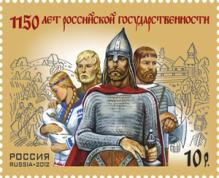 1150 ЛЕТ РОССИЙСКОЙ ГОСУДАРСТВЕННОСТИ
РОССИЯ
RUSSIA • 2012
10 р.